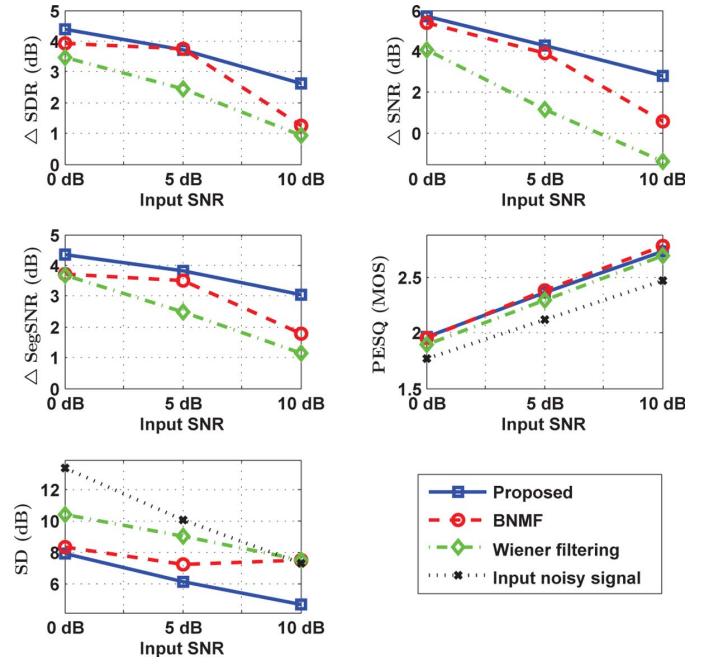 5
4
3
2
1
0
△ SDR (dB)
0 dB 5 dB 10 dB
Input SNR
6
4
2
0
△ SNR (dB)
0 dB 5 dB 10 dB
Input SNR
5
4
3
2
1
0
△ SegSNR (dB)
0 dB 5 dB 10 dB
Input SNR
2.5
2
1.5
PESQ (MOS)
0 dB 5 dB 10 dB
Input SNR
12
10
8
6
SD (dB)
0 dB 5 dB 10 dB
Input SNR
Proposed
BNMF
Wiener filtering
Input noisy signal